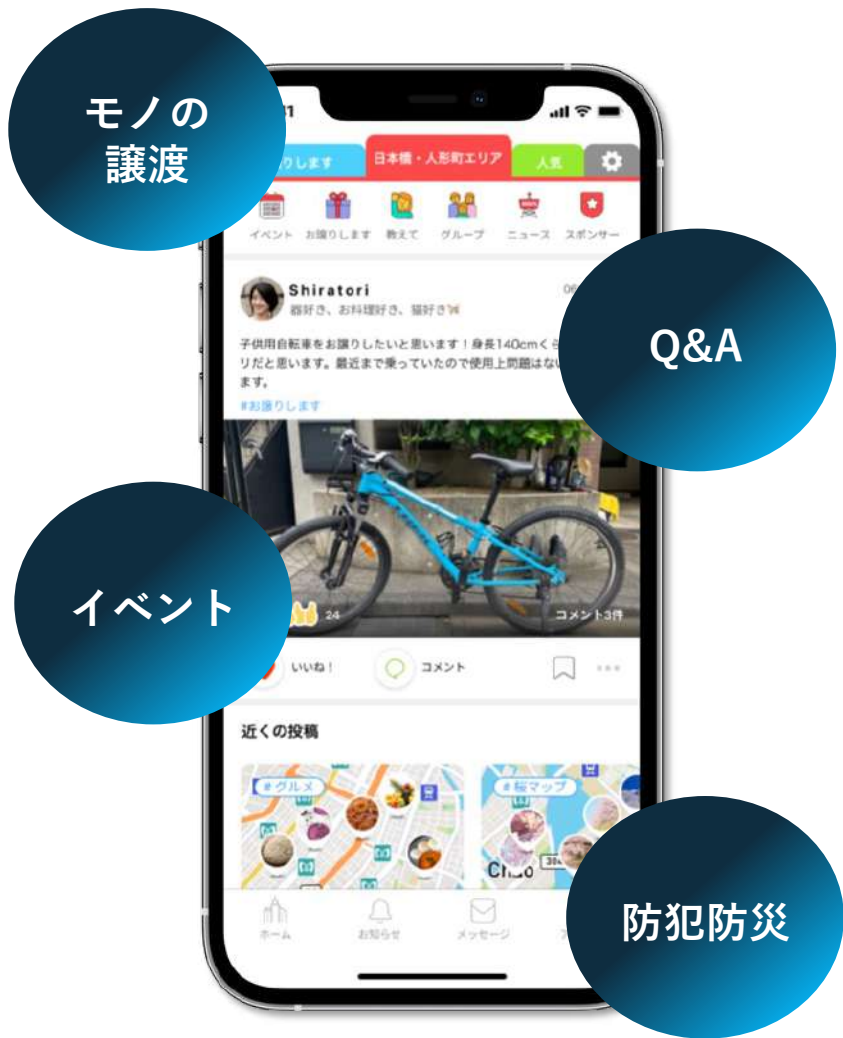 モノの
譲渡
りします
日本橋・人形町エリア
人気
イベント
お譲りします
教えて
グループ
ニュース
スポンサー
Shiratori
器好き、お料理好き、猫好き
Q&A
子供用自転車をお譲りしたいと思います！身長140cmくら
リだと思います。最近まで乗っていたので使用上問題はない
ます。
#お譲りします
イベント
24
コメント3件
いいね！
コメント
近くの投稿
#グルメ
#桜マップ
Chuo
ホーム
お知らせ
メッセージ
防犯防災